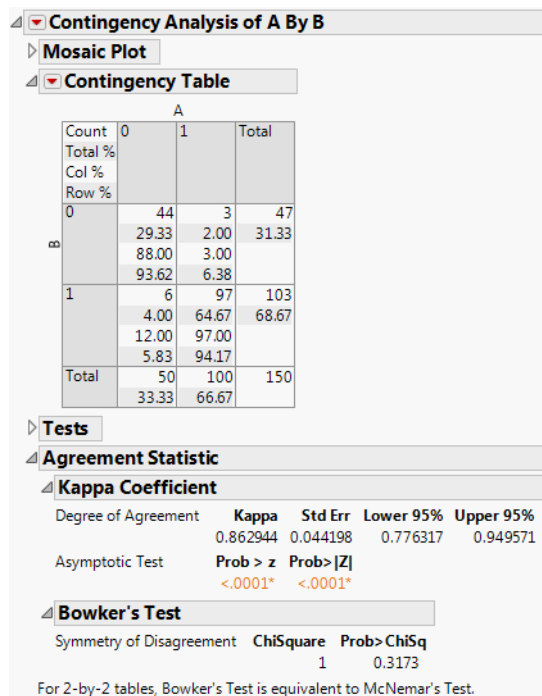 Contingency Analysis of A By B
Mosaic Plot
Contingency Table
A
Count 0 1 Total
Total %
Col %
Row %
B
0 44 3 47
29.33 2.00 31.33
88.00 3.00
93.62 6.38
1 6 97 103
4.00 64.67 68.67
12.00 97.00
5.83 94.17
Total 50 100 150
33.33 66.67
Tests
Agreement Statistic
Kappa Coefficient
Degree of Agreement Kappa Std Err Lower 95% Upper 95%
0.862944 0.044198 0.776317 0.949571
Asymptotic Test Prob > z Prob>|Z|
<.0001* <.0001*
Bowker's Test
Symmetry of Disagreement ChiSquare Prob>ChiSq
1 0.3173
For 2-by-2 tables, Bowker's Test is equivalent to McNemar's Test.